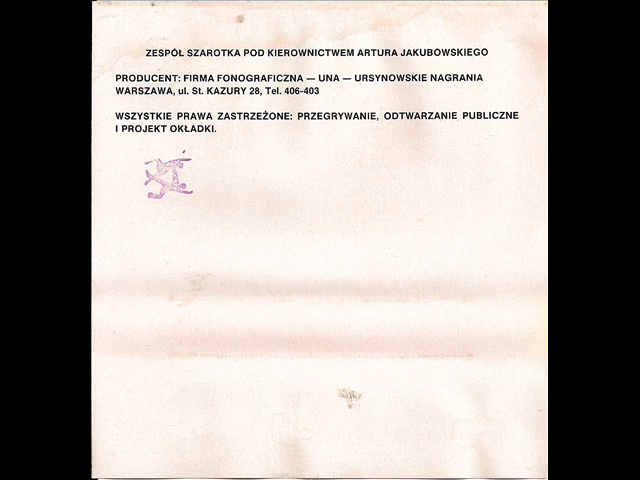 ZESPÓŁ SZAROTKA POD KIEROWNICTWEM ARTURA JAKUBOWSKIEGO
PRODUCENT: FIRMA FONOGRAFICZNA — UNA — URSYNOWSKIE NAGRANIA
WARSZAWA, ul. St. KAZURY 28, Tel. 406-403
WSZYSTKIE PRAWA ZASTRZEŻONE: PRZEGRYWANIE, ODTWARZANIE PUBLICZNE
I PROJEKT OKŁADKI.